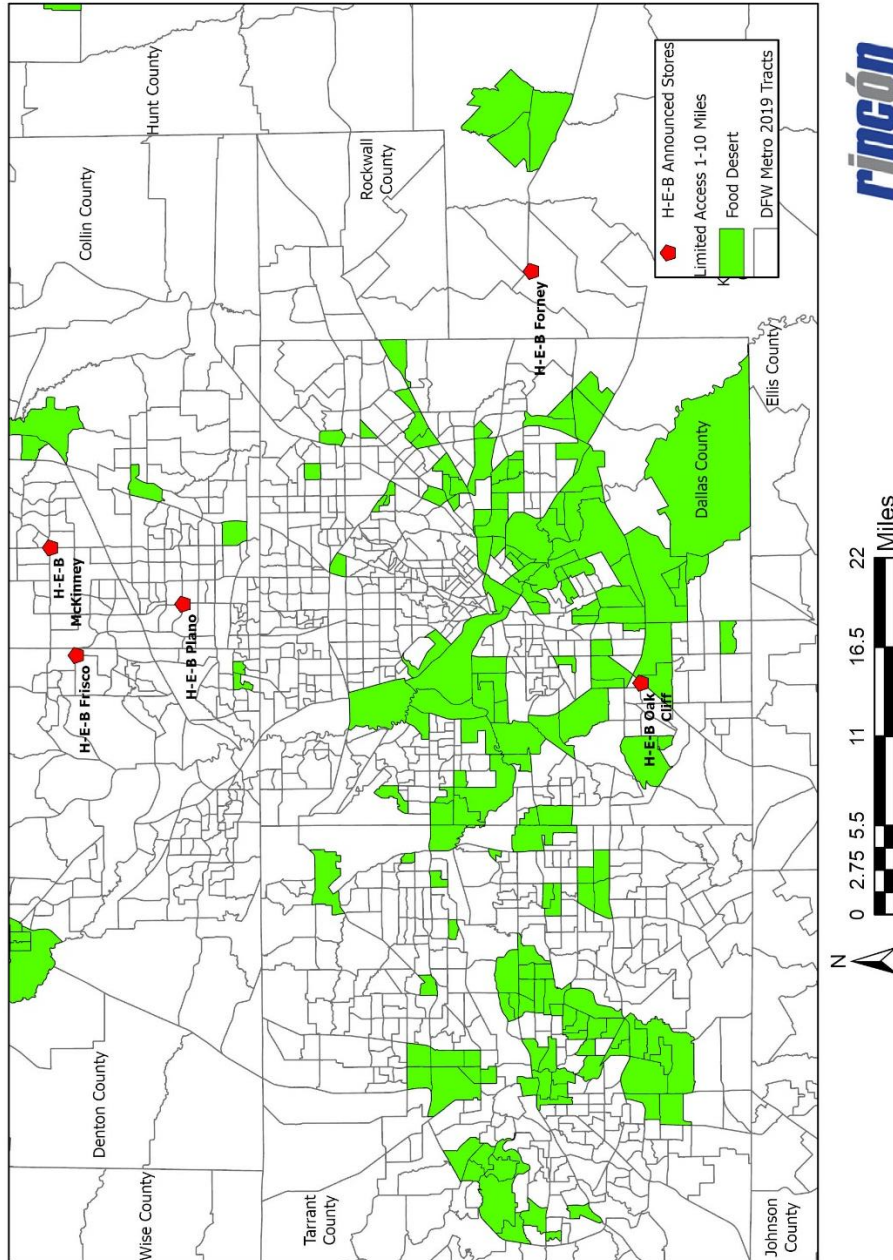 Wise County
Denton County
Collin County
Hunt County
H-E-B Frisco
H-E-B
McKinney
H-E-B Plano
Tarrant
County
Rockwall
County
H-E-B Forney
H-E-B Oak
Cliff
Dallas County
Johnson
County
Ellis County
H-E-B Announced Stores
Limited Access 1-10 Miles
K
Food Desert
DFW Metro 2019 Tracts
N
0 2.75 5.5 11 16.5 22
Miles
rincón